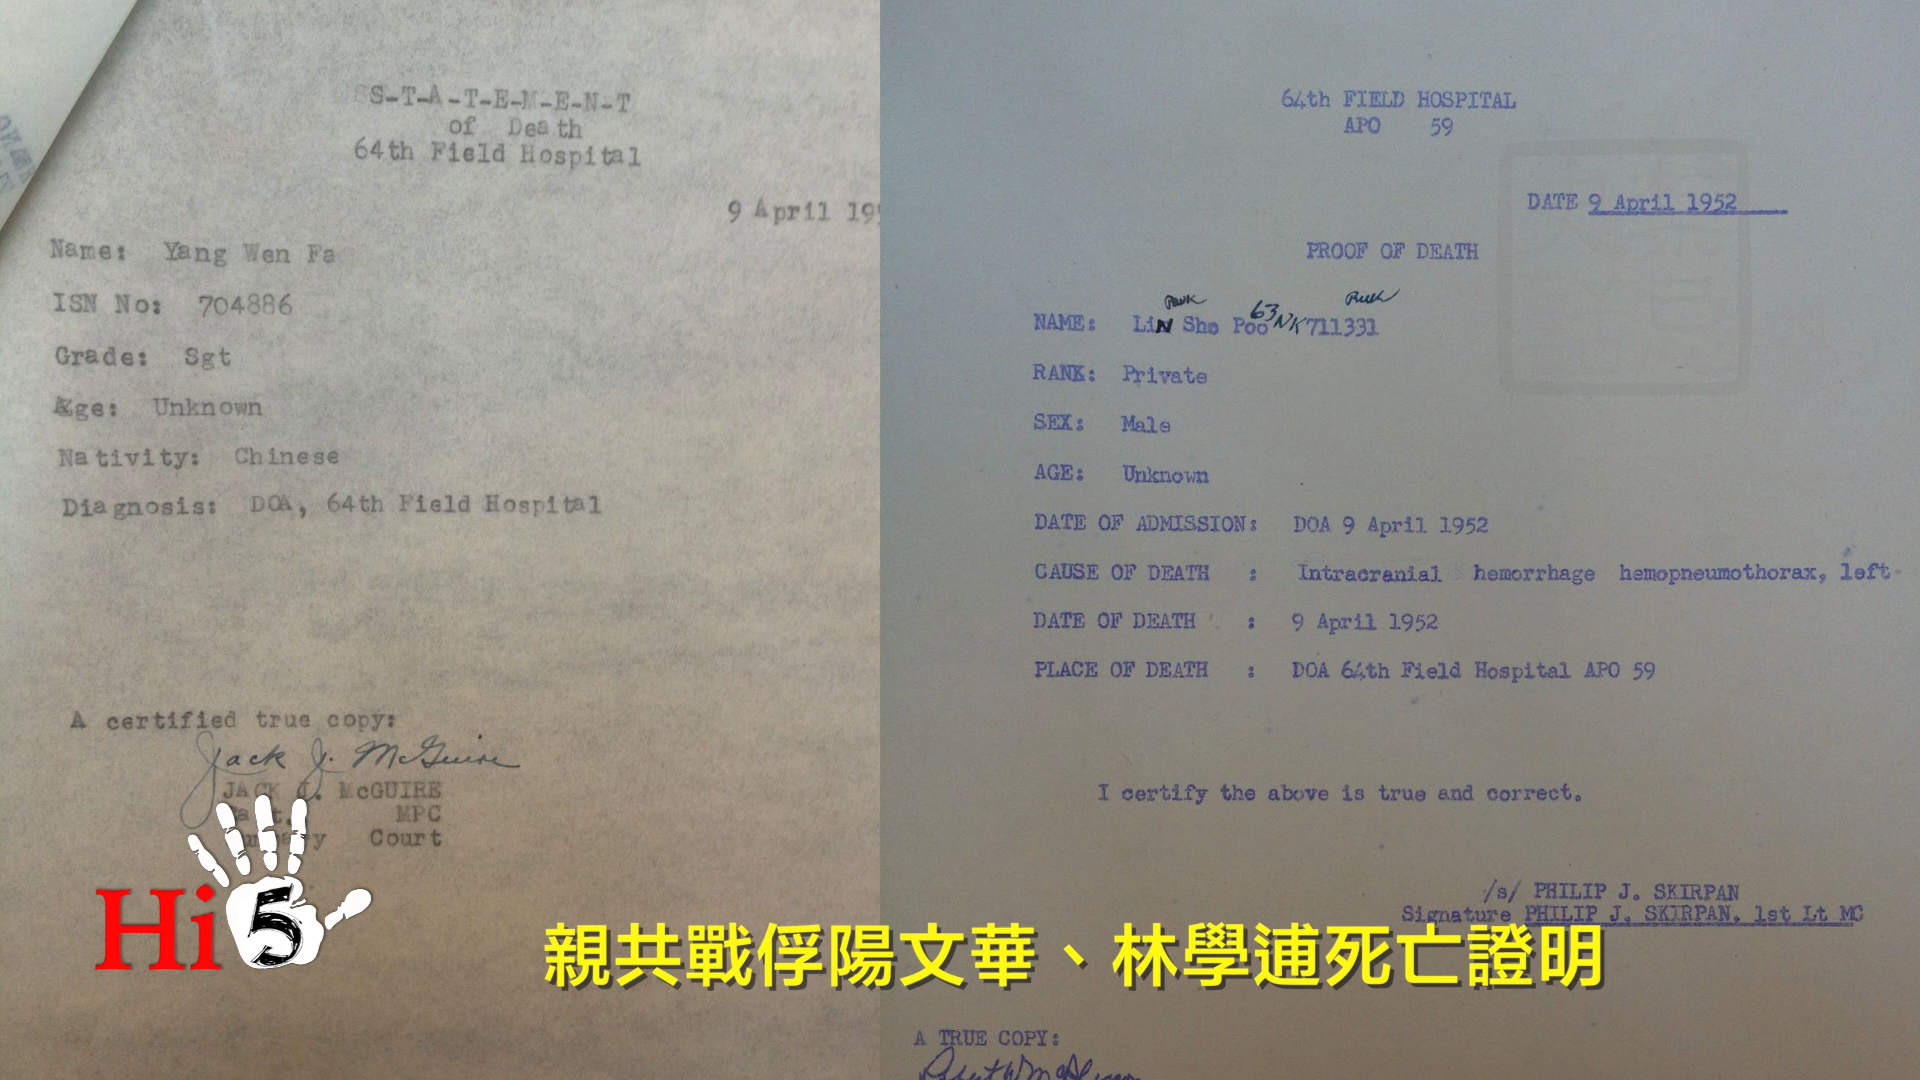 S-T-A-T-E-M-E-N-T
of Death
64th Field Hospital
9 April 19
Name: Yang Wen Fa
ISN No: 704886
Grade: Sgt
Age: Unknown
Nativity: Chinese
Diagnosis: DOA, 64th Field Hospital
A certified true copy:
Jack J. McGuire
JACK J. McGUIRE
MPC
Court
64th FIELD HOSPITAL
APO 59
DATE 9 April 1952
PROOF OF DEATH
NAME: LiN Sho Poo 63NK711331
RANK: Private
SEX: Male
AGE: Unknown
DATE OF ADMISSION: DOA 9 April 1952
CAUSE OF DEATH : Intracranial hemorrhage hemopneumothorax, left
DATE OF DEATH : 9 April 1952
PLACE OF DEATH : DOA 64th Field Hospital APO 59
I certify the above is true and correct.
/s/ PHILIP J. SKIRPAN
Signature PHILIP J. SKIRPAN, 1st Lt MC
A TRUE COPY:
Hi 5
親共戰俘陽文華、林學逋死亡證明